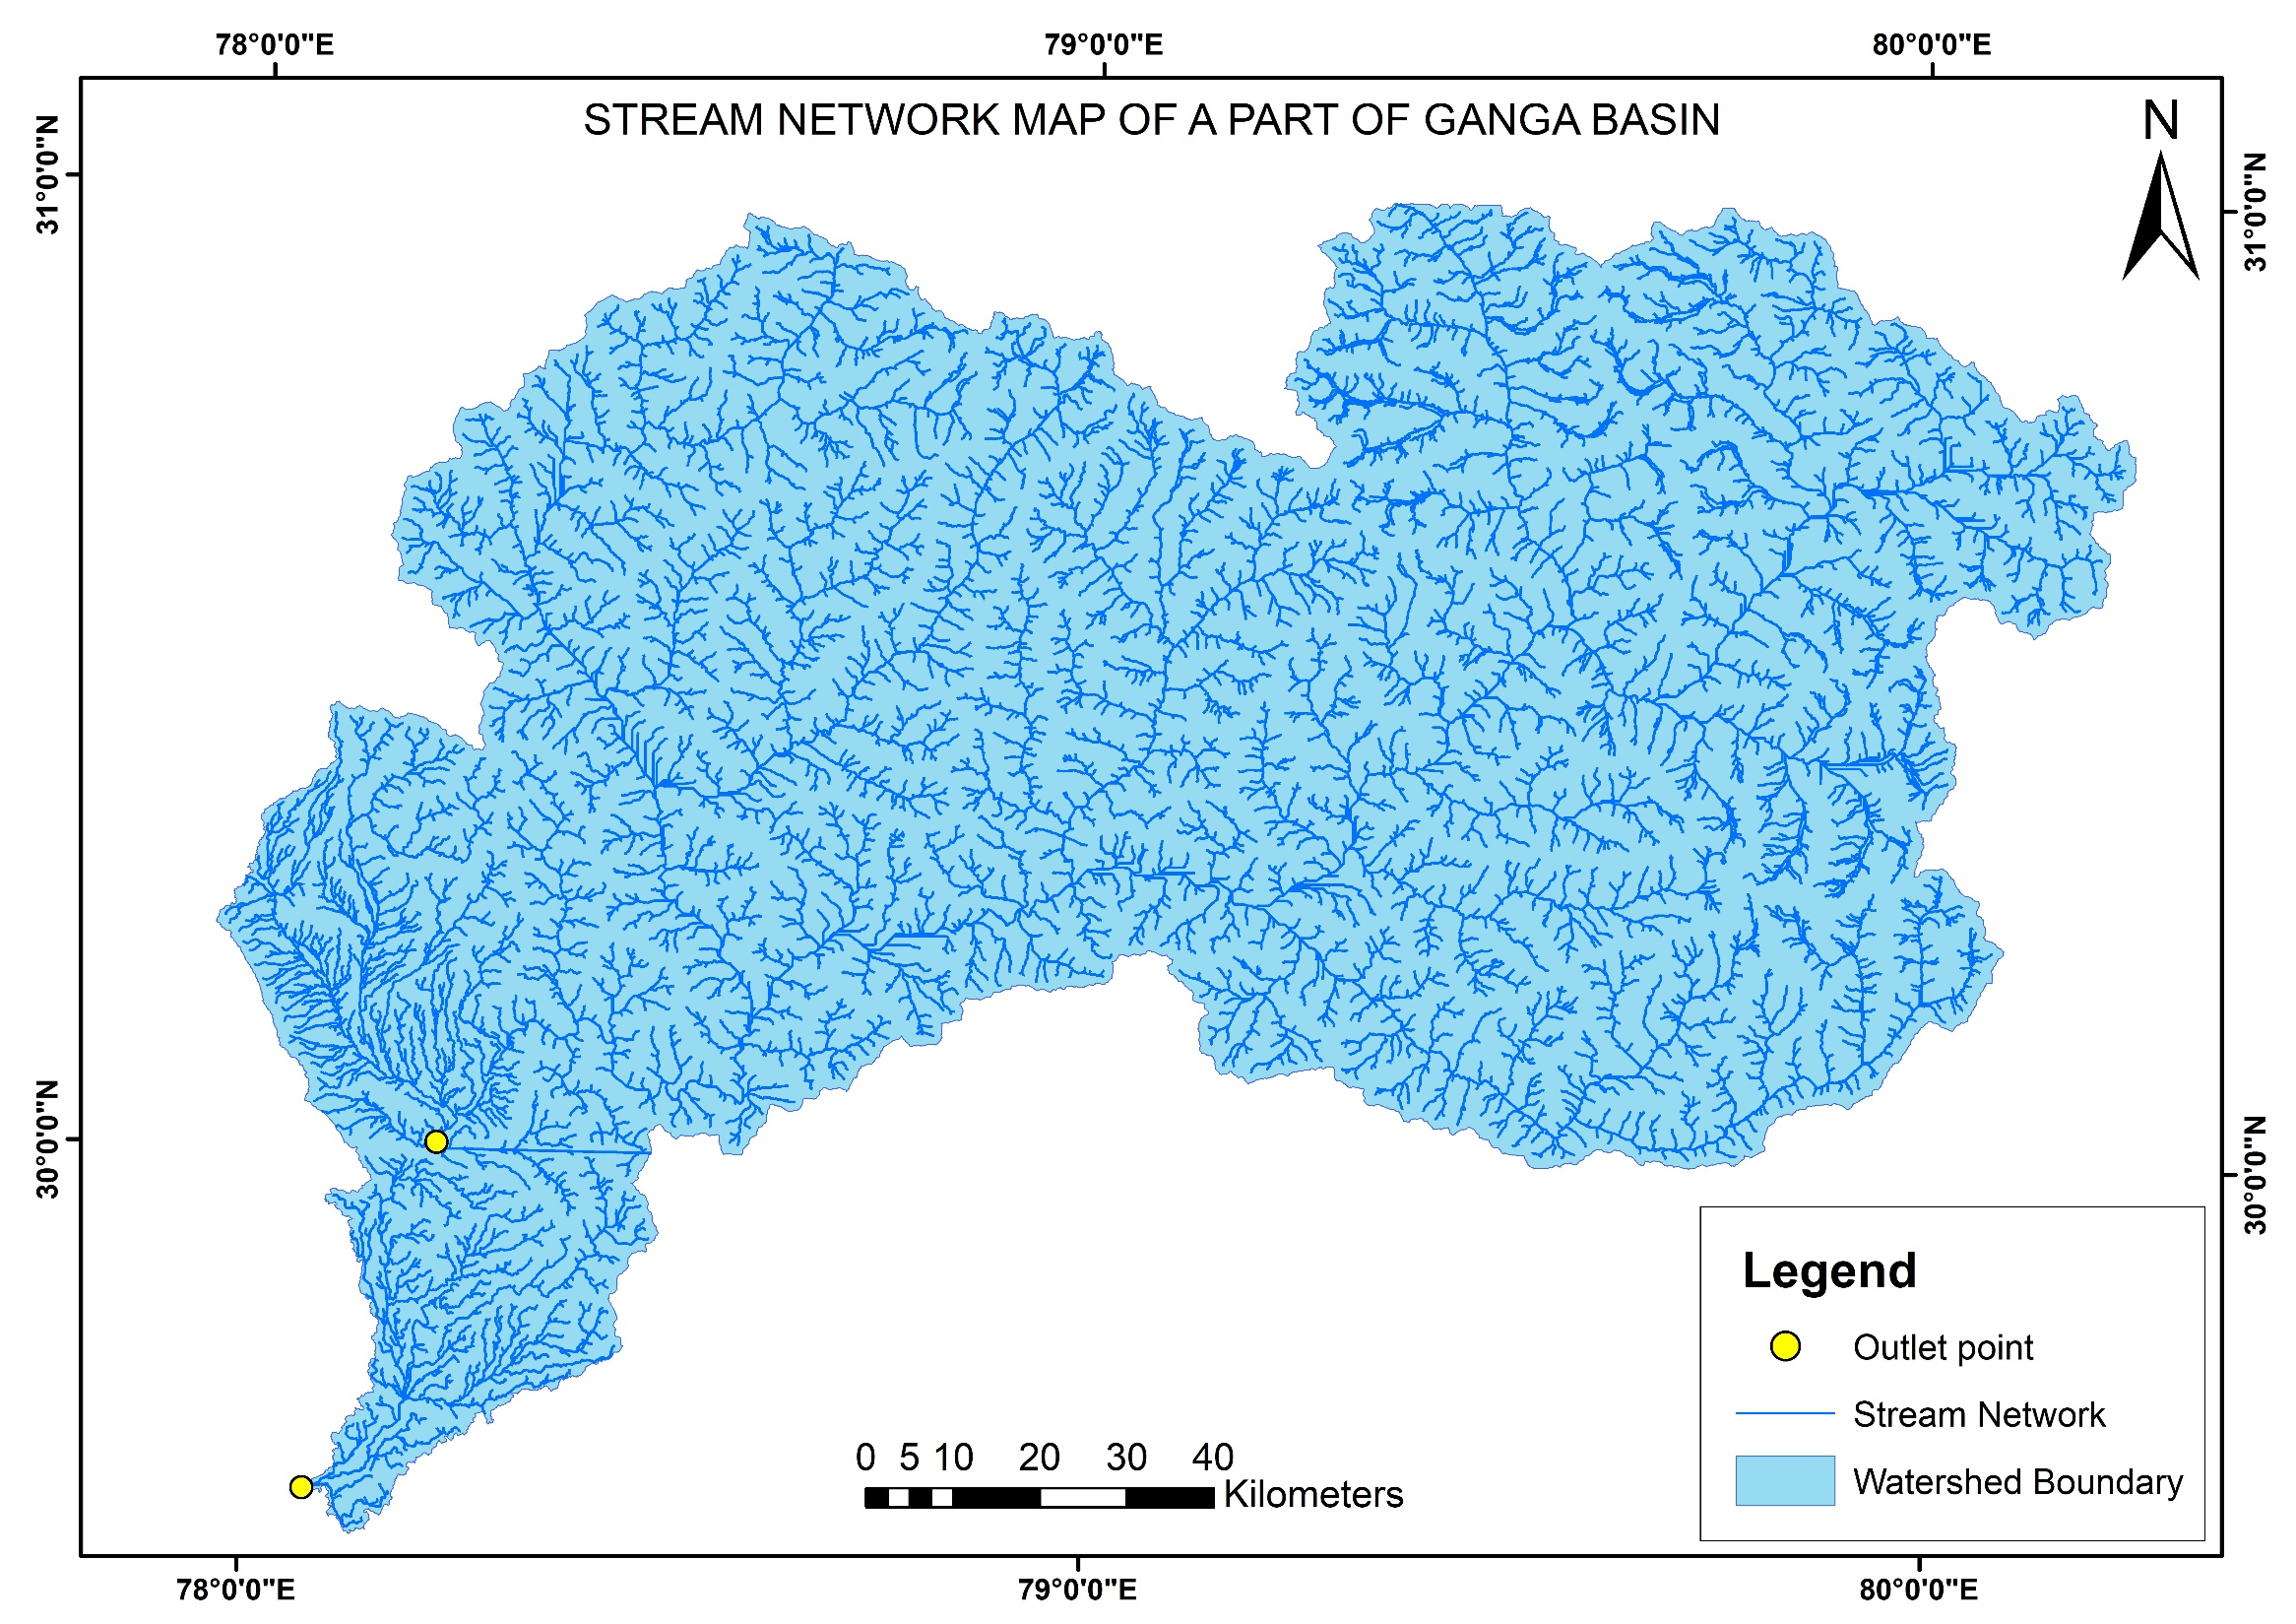 78°0'0"E 79°0'0"E 80°0'0"E
STREAM NETWORK MAP OF A PART OF GANGA BASIN
N
31°0'0"N
31°0'0"N
30°0'0"N
30°0'0"N
Legend
Outlet point
Stream Network
Watershed Boundary
0 5 10 20 30 40
Kilometers
78°0'0"E 79°0'0"E 80°0'0"E